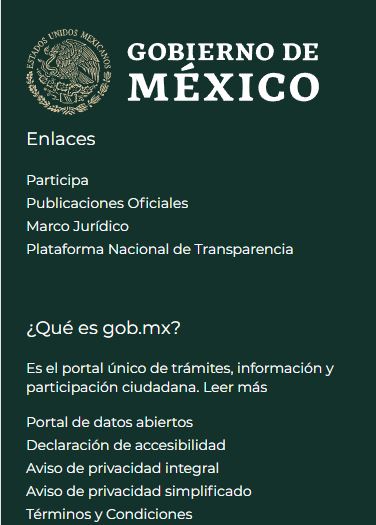 ESTADOS UNIDOS MEXICANOS
GOBIERNO DE
MÉXICO
Enlaces
Participa
Publicaciones Oficiales
Marco Jurídico
Plataforma Nacional de Transparencia
¿Qué es gob.mx?
Es el portal único de trámites, información y
participación ciudadana. Leer más
Portal de datos abiertos
Declaración de accesibilidad
Aviso de privacidad integral
Aviso de privacidad simplificado
Términos y Condiciones